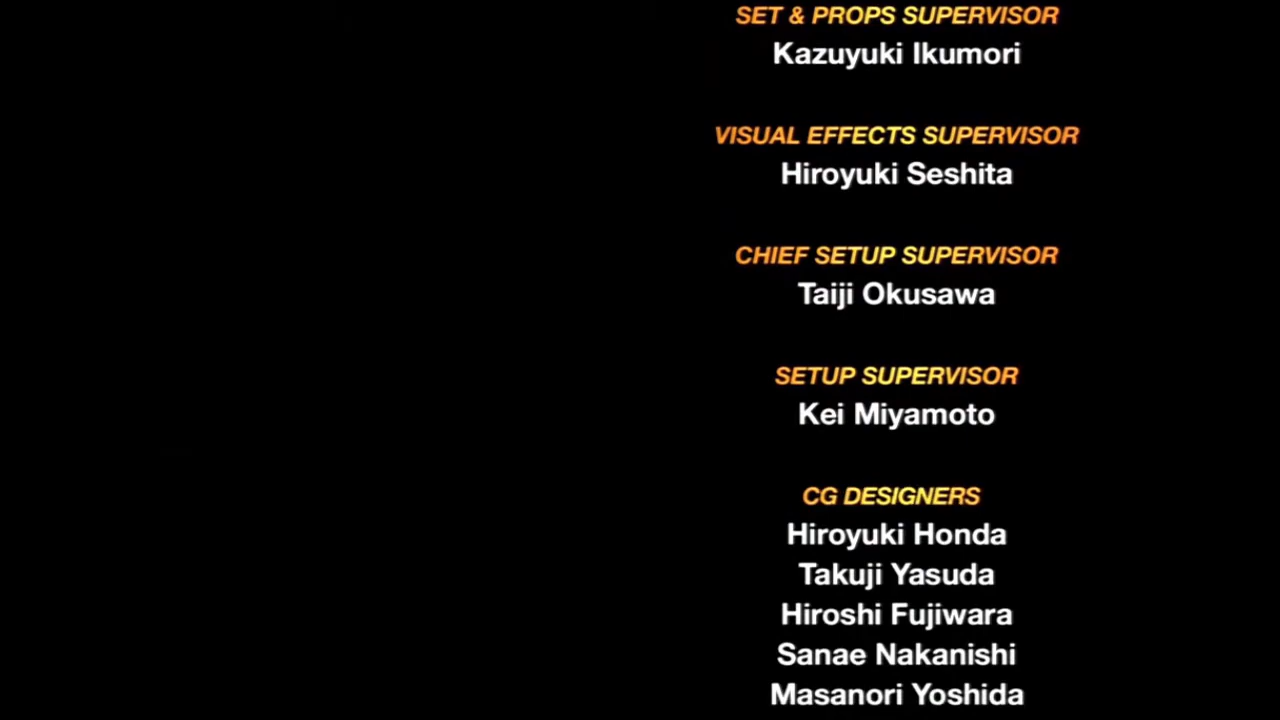 SET & PROPS SUPERVISOR
Kazuyuki Ikumori
VISUAL EFFECTS SUPERVISOR
Hiroyuki Seshita
CHIEF SETUP SUPERVISOR
Taiji Okusawa
SETUP SUPERVISOR
Kei Miyamoto
CG DESIGNERS
Hiroyuki Honda
Takuji Yasuda
Hiroshi Fujiwara
Sanae Nakanishi
Masanori Yoshida